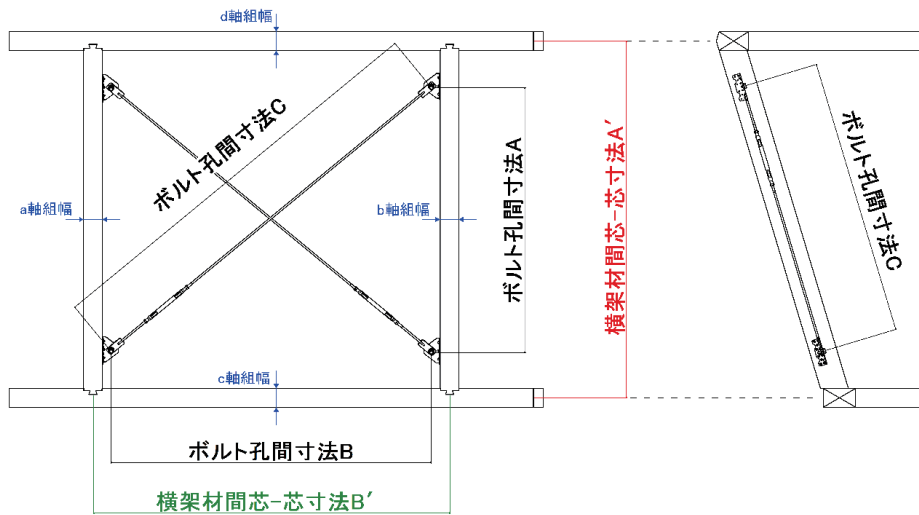 d軸組幅
ボルト孔間寸法C
a軸組幅
b軸組幅
ボルト孔間寸法A
横架材間芯-芯寸法A′
ボルト孔間寸法C
c軸組幅
ボルト孔間寸法B
横架材間芯-芯寸法B′